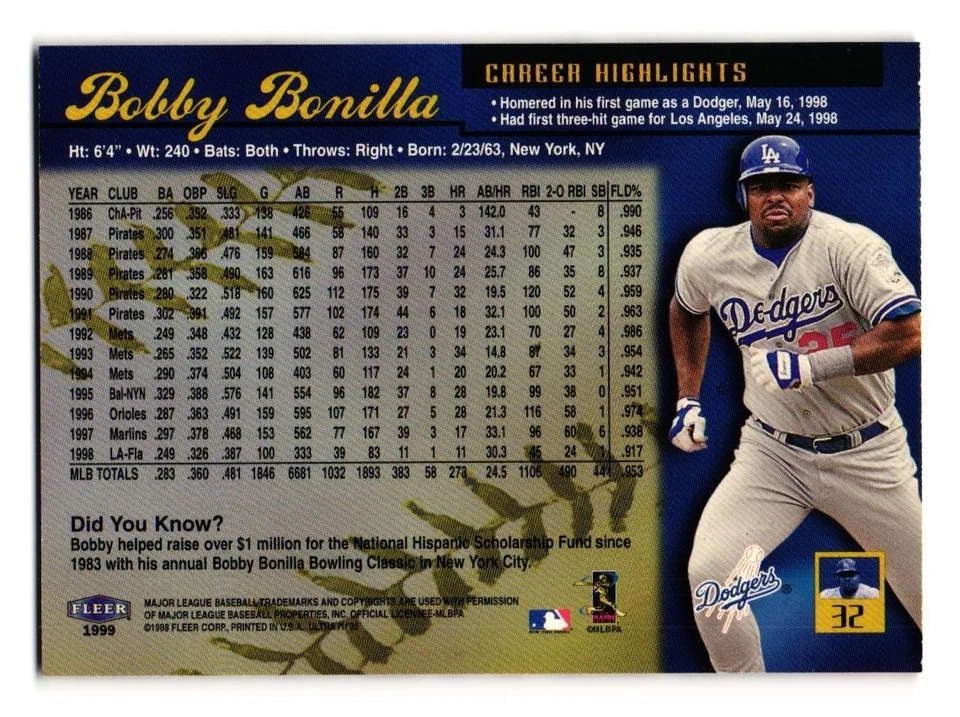 Bobby Bonilla
CAREER HIGHLIGHTS
• Homered in his first game as a Dodger, May 16, 1998
• Had first three-hit game for Los Angeles, May 24, 1998
Ht: 6'4" • Wt: 240 • Bats: Both • Throws: Right • Born: 2/23/63, New York, NY
YEAR CLUB BA OBP SLG G AB R H 2B 3B HR AB/HR RBI 2-O RBI SB FLD%
1986 ChA-Pit .256 .352 .333 138 426 55 109 16 4 3 142.0 43 - 8 .990
1987 Pirates .300 .351 .481 141 466 58 140 33 3 15 31.1 77 32 3 .946
1988 Pirates .274 .366 .476 159 584 87 160 32 7 24 24.3 100 47 3 .935
1989 Pirates .281 .358 .490 163 616 96 173 37 10 24 25.7 86 35 8 .937
1990 Pirates .280 .322 .518 160 625 112 175 39 7 32 19.5 120 52 4 .959
1991 Pirates .302 .391 .492 157 577 102 174 44 6 18 32.1 100 50 2 .963
1992 Mets .249 .348 .432 128 438 62 109 23 0 19 23.1 70 27 4 .986
1993 Mets .265 .352 .522 139 502 81 133 21 3 34 14.8 87 34 3 .954
1994 Mets .290 .374 .504 108 403 60 117 24 1 20 20.2 67 33 1 .942
1995 Bal-NYN .329 .388 .576 141 554 96 182 37 8 28 19.8 99 38 0 .951
1996 Orioles .287 .363 .491 159 595 107 171 27 5 28 21.3 116 58 1 .974
1997 Marlins .297 .378 .468 153 562 77 167 39 3 17 33.1 96 60 6 .938
1998 LA-Fla .249 .326 .387 100 333 39 83 11 1 11 30.3 45 24 1 .917
MLB TOTALS .283 .360 .481 1846 6681 1032 1893 383 58 273 24.5 1106 490 44 .953
LA
Dodgers
25
Did You Know?
Bobby helped raise over $1 million for the National Hispanic Scholarship Fund since
1983 with his annual Bobby Bonilla Bowling Classic in New York City.
FLEER
1999
MAJOR LEAGUE BASEBALL TRADEMARKS AND COPYRIGHTS ARE USED WITH PERMISSION
OF MAJOR LEAGUE BASEBALL PROPERTIES, INC. OFFICIAL LICENSEE-MLBPA
©1998 FLEER CORP., PRINTED IN U.S.A. ULTRA I '99
©MLBPA
Dodgers ®
32